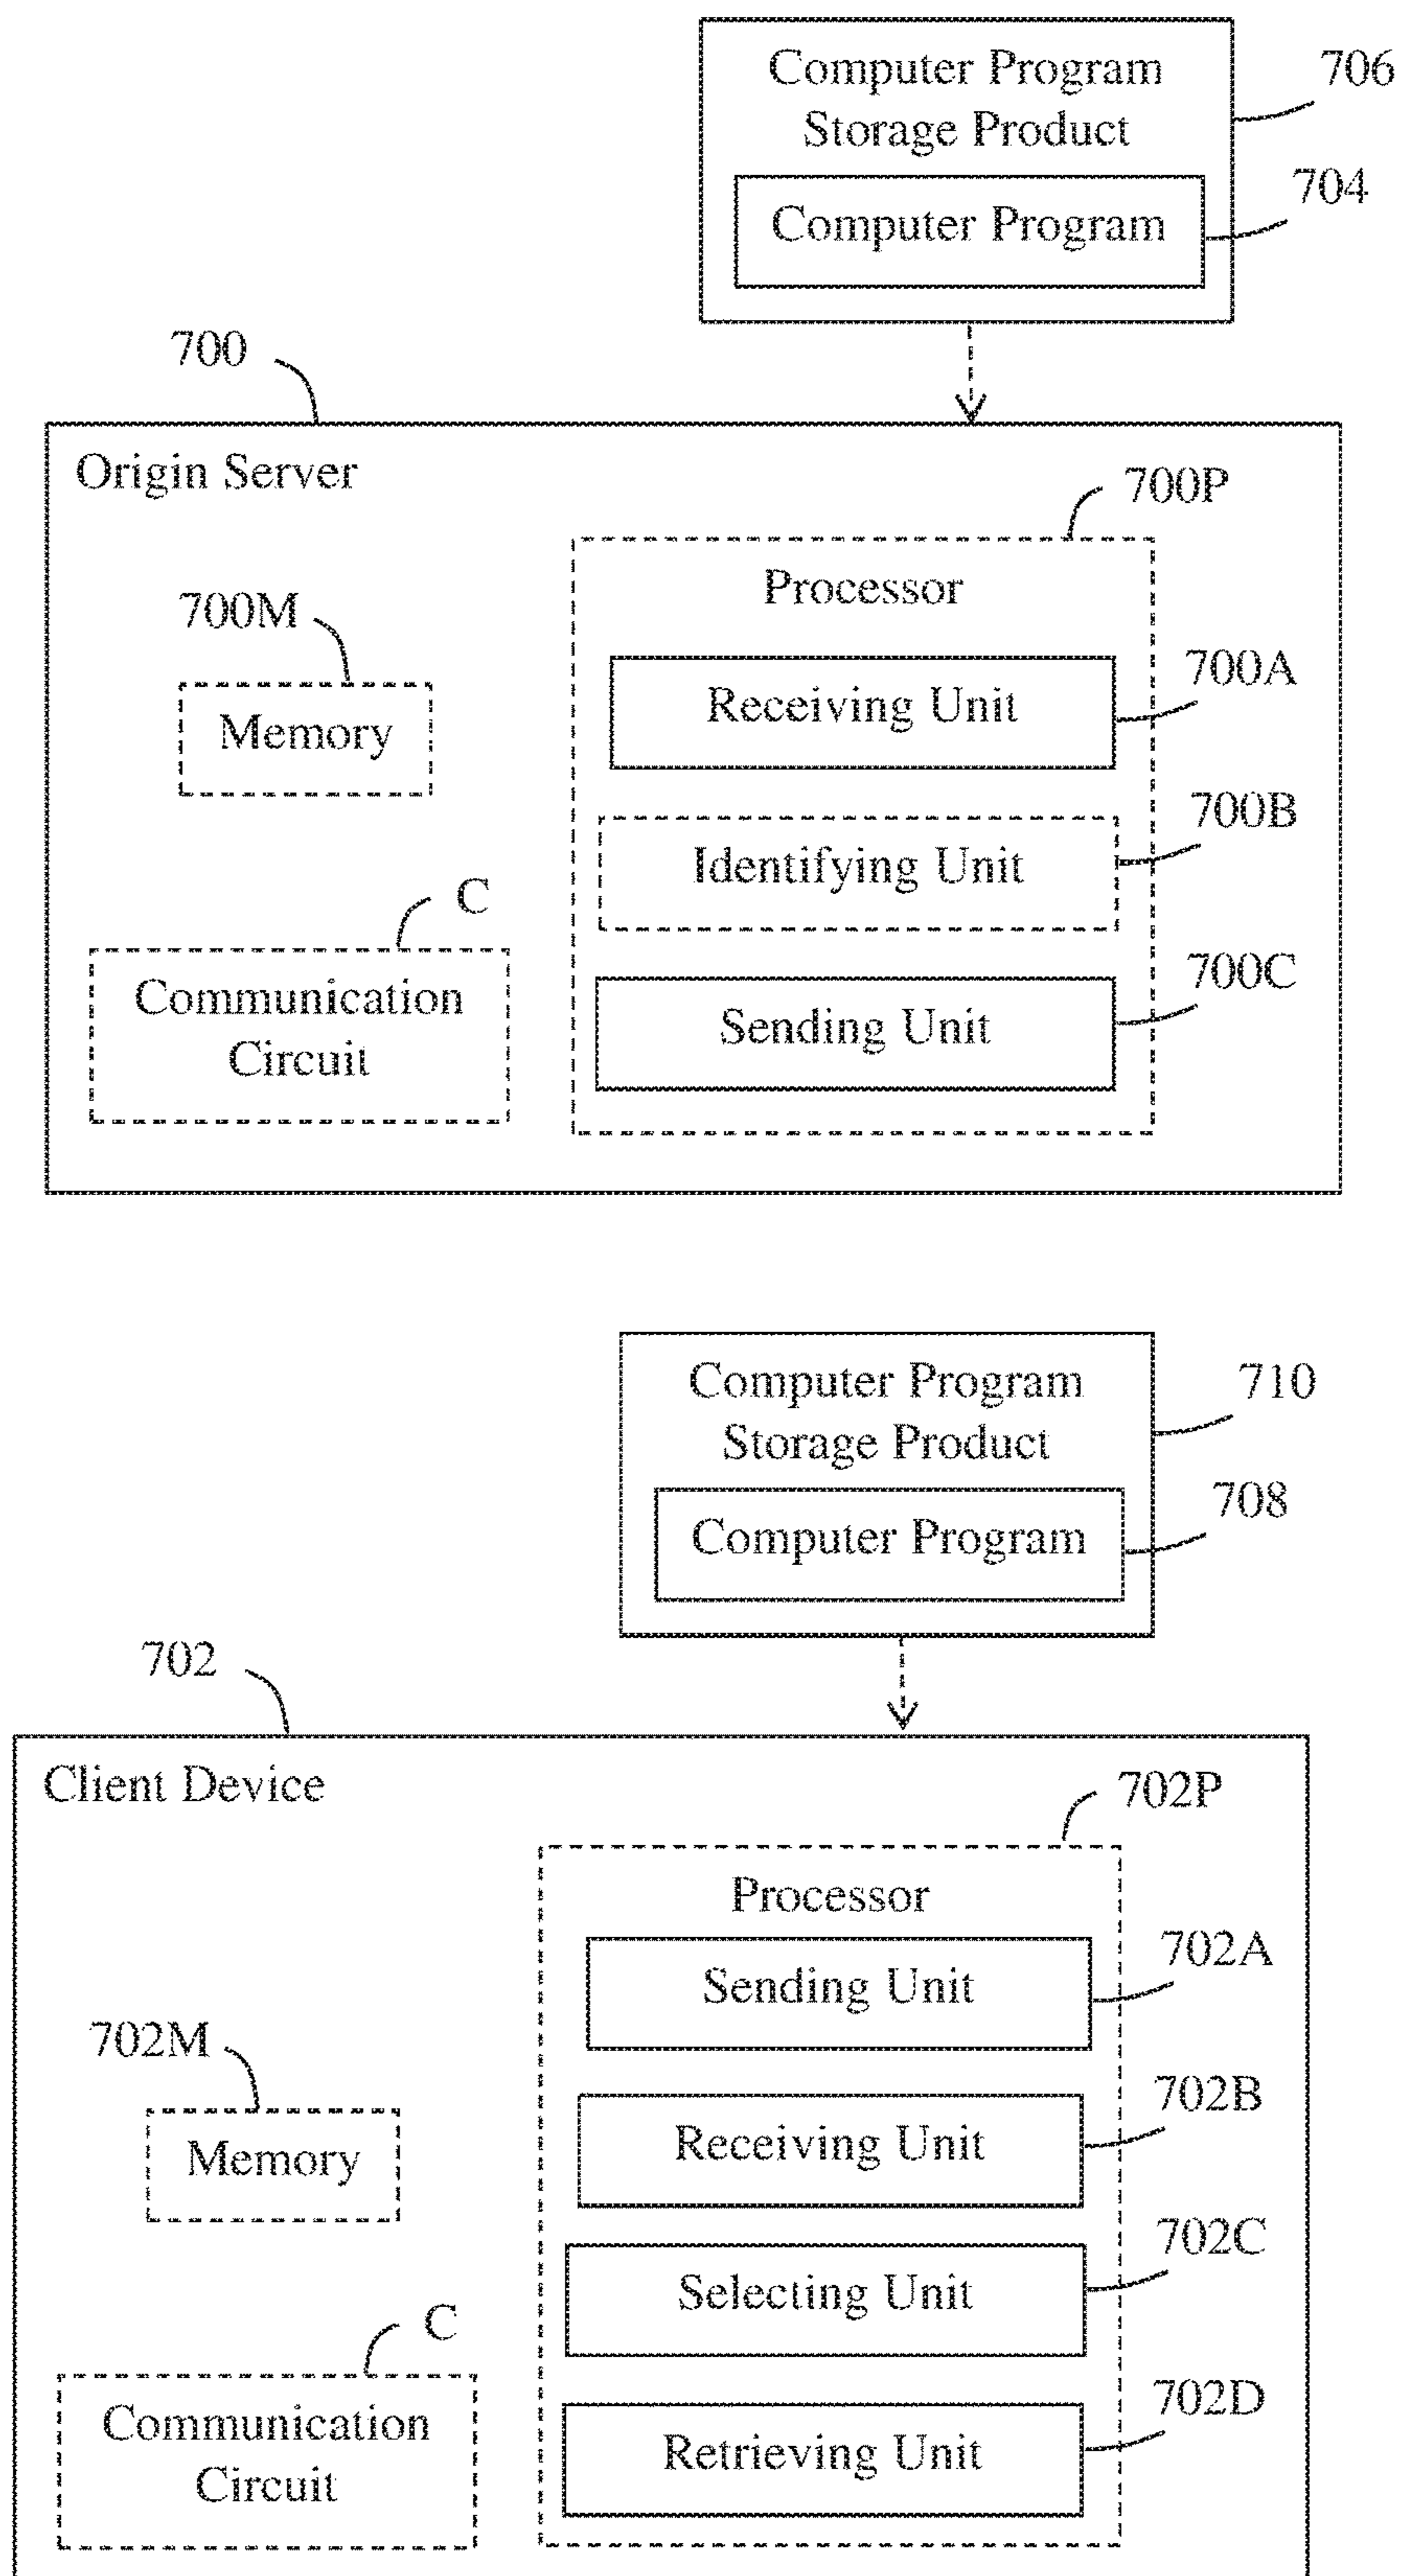 Computer Program
Storage Product
706
Computer Program
704
700
Origin Server
700P
Processor
700M
Memory
Receiving Unit
700A
Identifying Unit
700B
C
Communication
Circuit
Sending Unit
700C
Computer Program
Storage Product
710
Computer Program
708
702
Client Device
702P
Processor
Sending Unit
702A
702M
Memory
Receiving Unit
702B
Selecting Unit
702C
C
Communication
Circuit
Retrieving Unit
702D